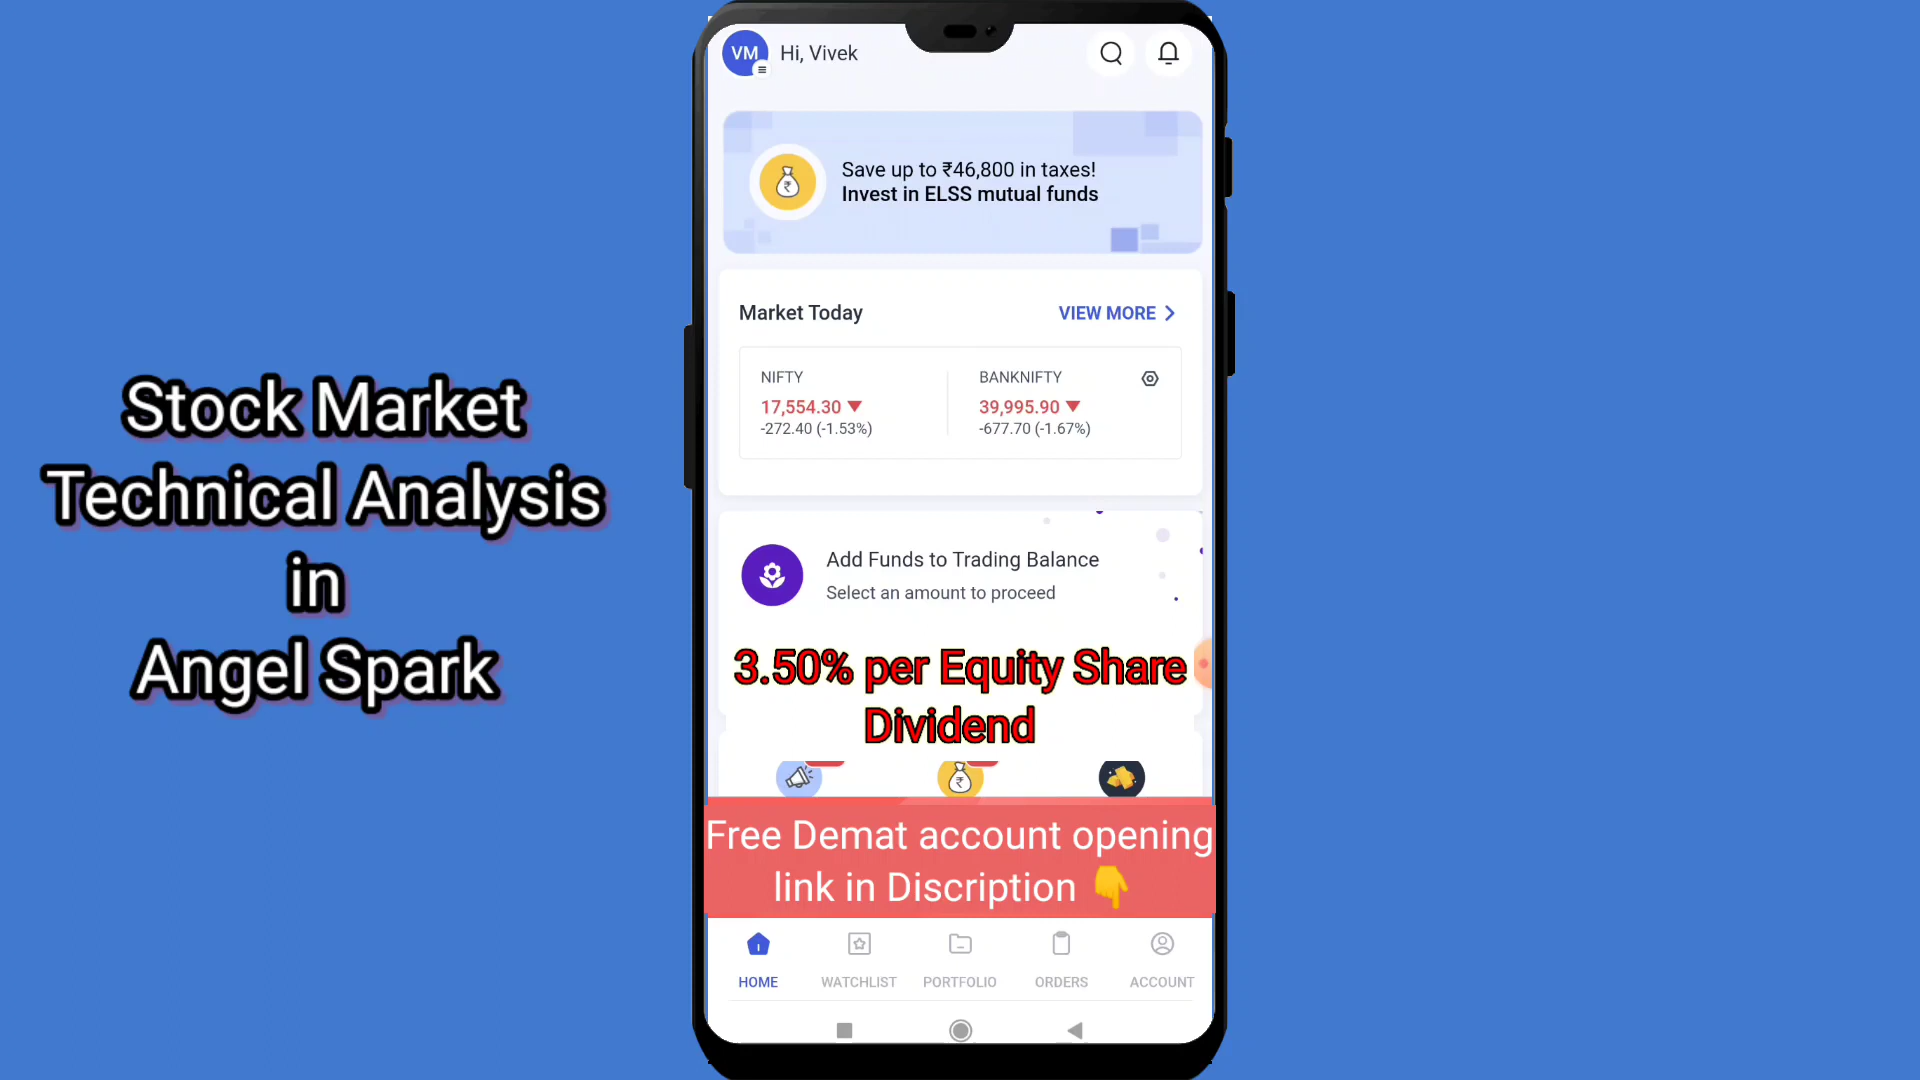 Stock Market
Technical Analysis
in
Angel Spark
VM
Hi, Vivek
Save up to ₹46,800 in taxes!
Invest in ELSS mutual funds
Market Today
VIEW MORE
NIFTY
17,554.30
-272.40 (-1.53%)
BANKNIFTY
39,995.90
-677.70 (-1.67%)
Add Funds to Trading Balance
Select an amount to proceed
3.50% per Equity Share
Dividend
Free Demat account opening
link in Discription 👇
HOME
WATCHLIST
PORTFOLIO
ORDERS
ACCOUNT